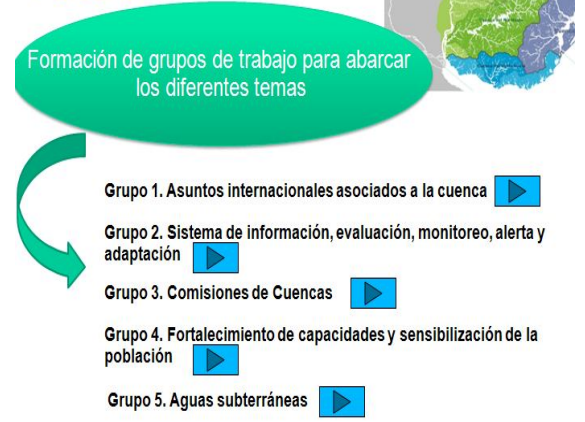 Formación de grupos de trabajo para abarcar
los diferentes temas
Grupo 1. Asuntos internacionales asociados a la cuenca
Grupo 2. Sistema de información, evaluación, monitoreo, alerta y
adaptación
Grupo 3. Comisiones de Cuencas
Grupo 4. Fortalecimiento de capacidades y sensibilización de la
población
Grupo 5. Aguas subterráneas